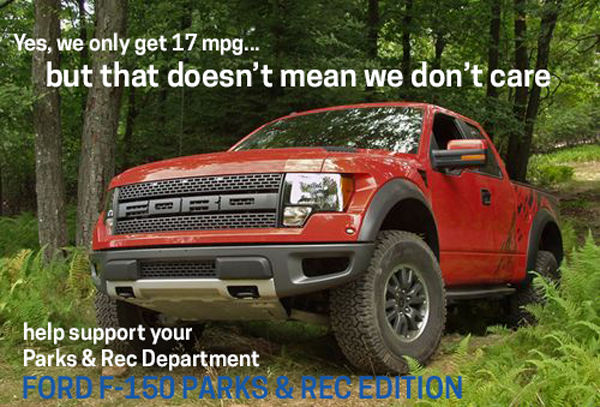 Yes, we only get 17 mpg...
but that doesn't mean we don't care
FORD
help support your
Parks & Rec Department
FORD F-150 PARKS & REC EDITION